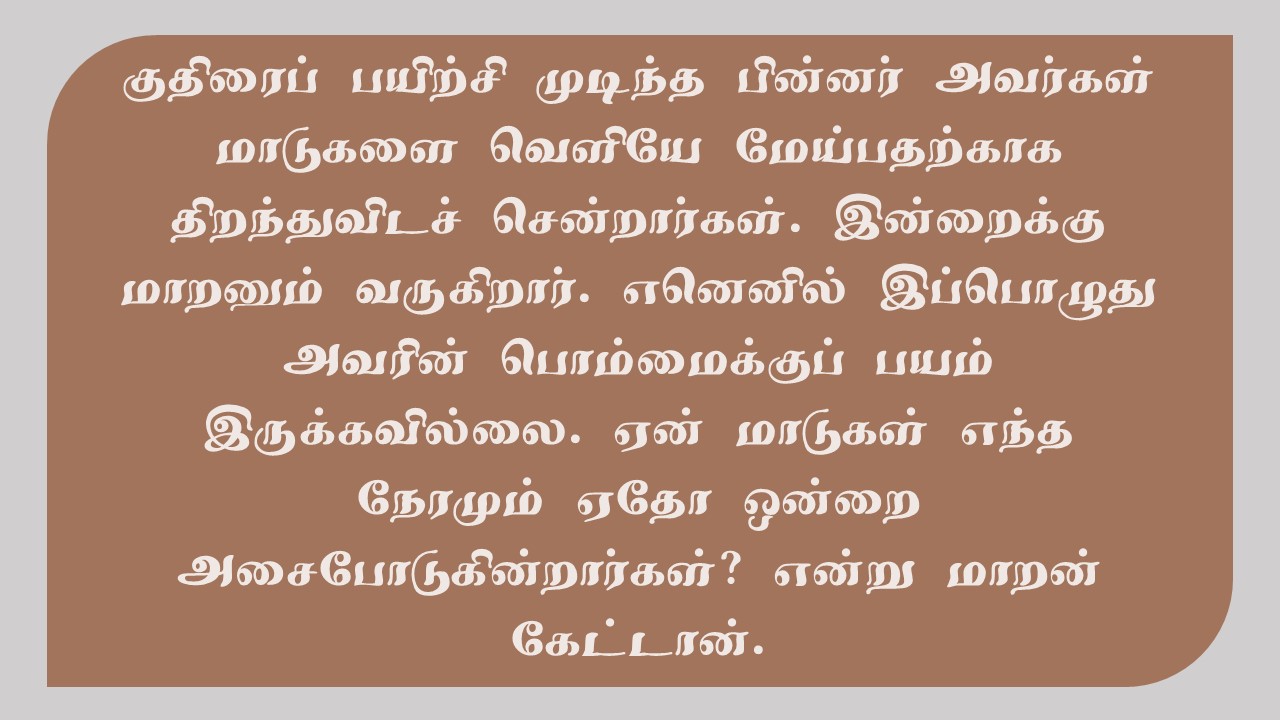 குதிரைப் பயிற்சி முடிந்த பின்னர் அவர்கள்
மாடுகளை வெளியே மேய்பதற்காக
திறந்துவிடச் சென்றார்கள். இன்றைக்கு
மாறனும் வருகிறார். எனெனில் இப்பொழுது
அவரின் பொம்மைக்குப் பயம்
இருக்கவில்லை. ஏன் மாடுகள் எந்த
நேரமும் ஏதோ ஒன்றை
அசைபோடுகின்றார்கள்? என்று மாறன்
கேட்டான்.